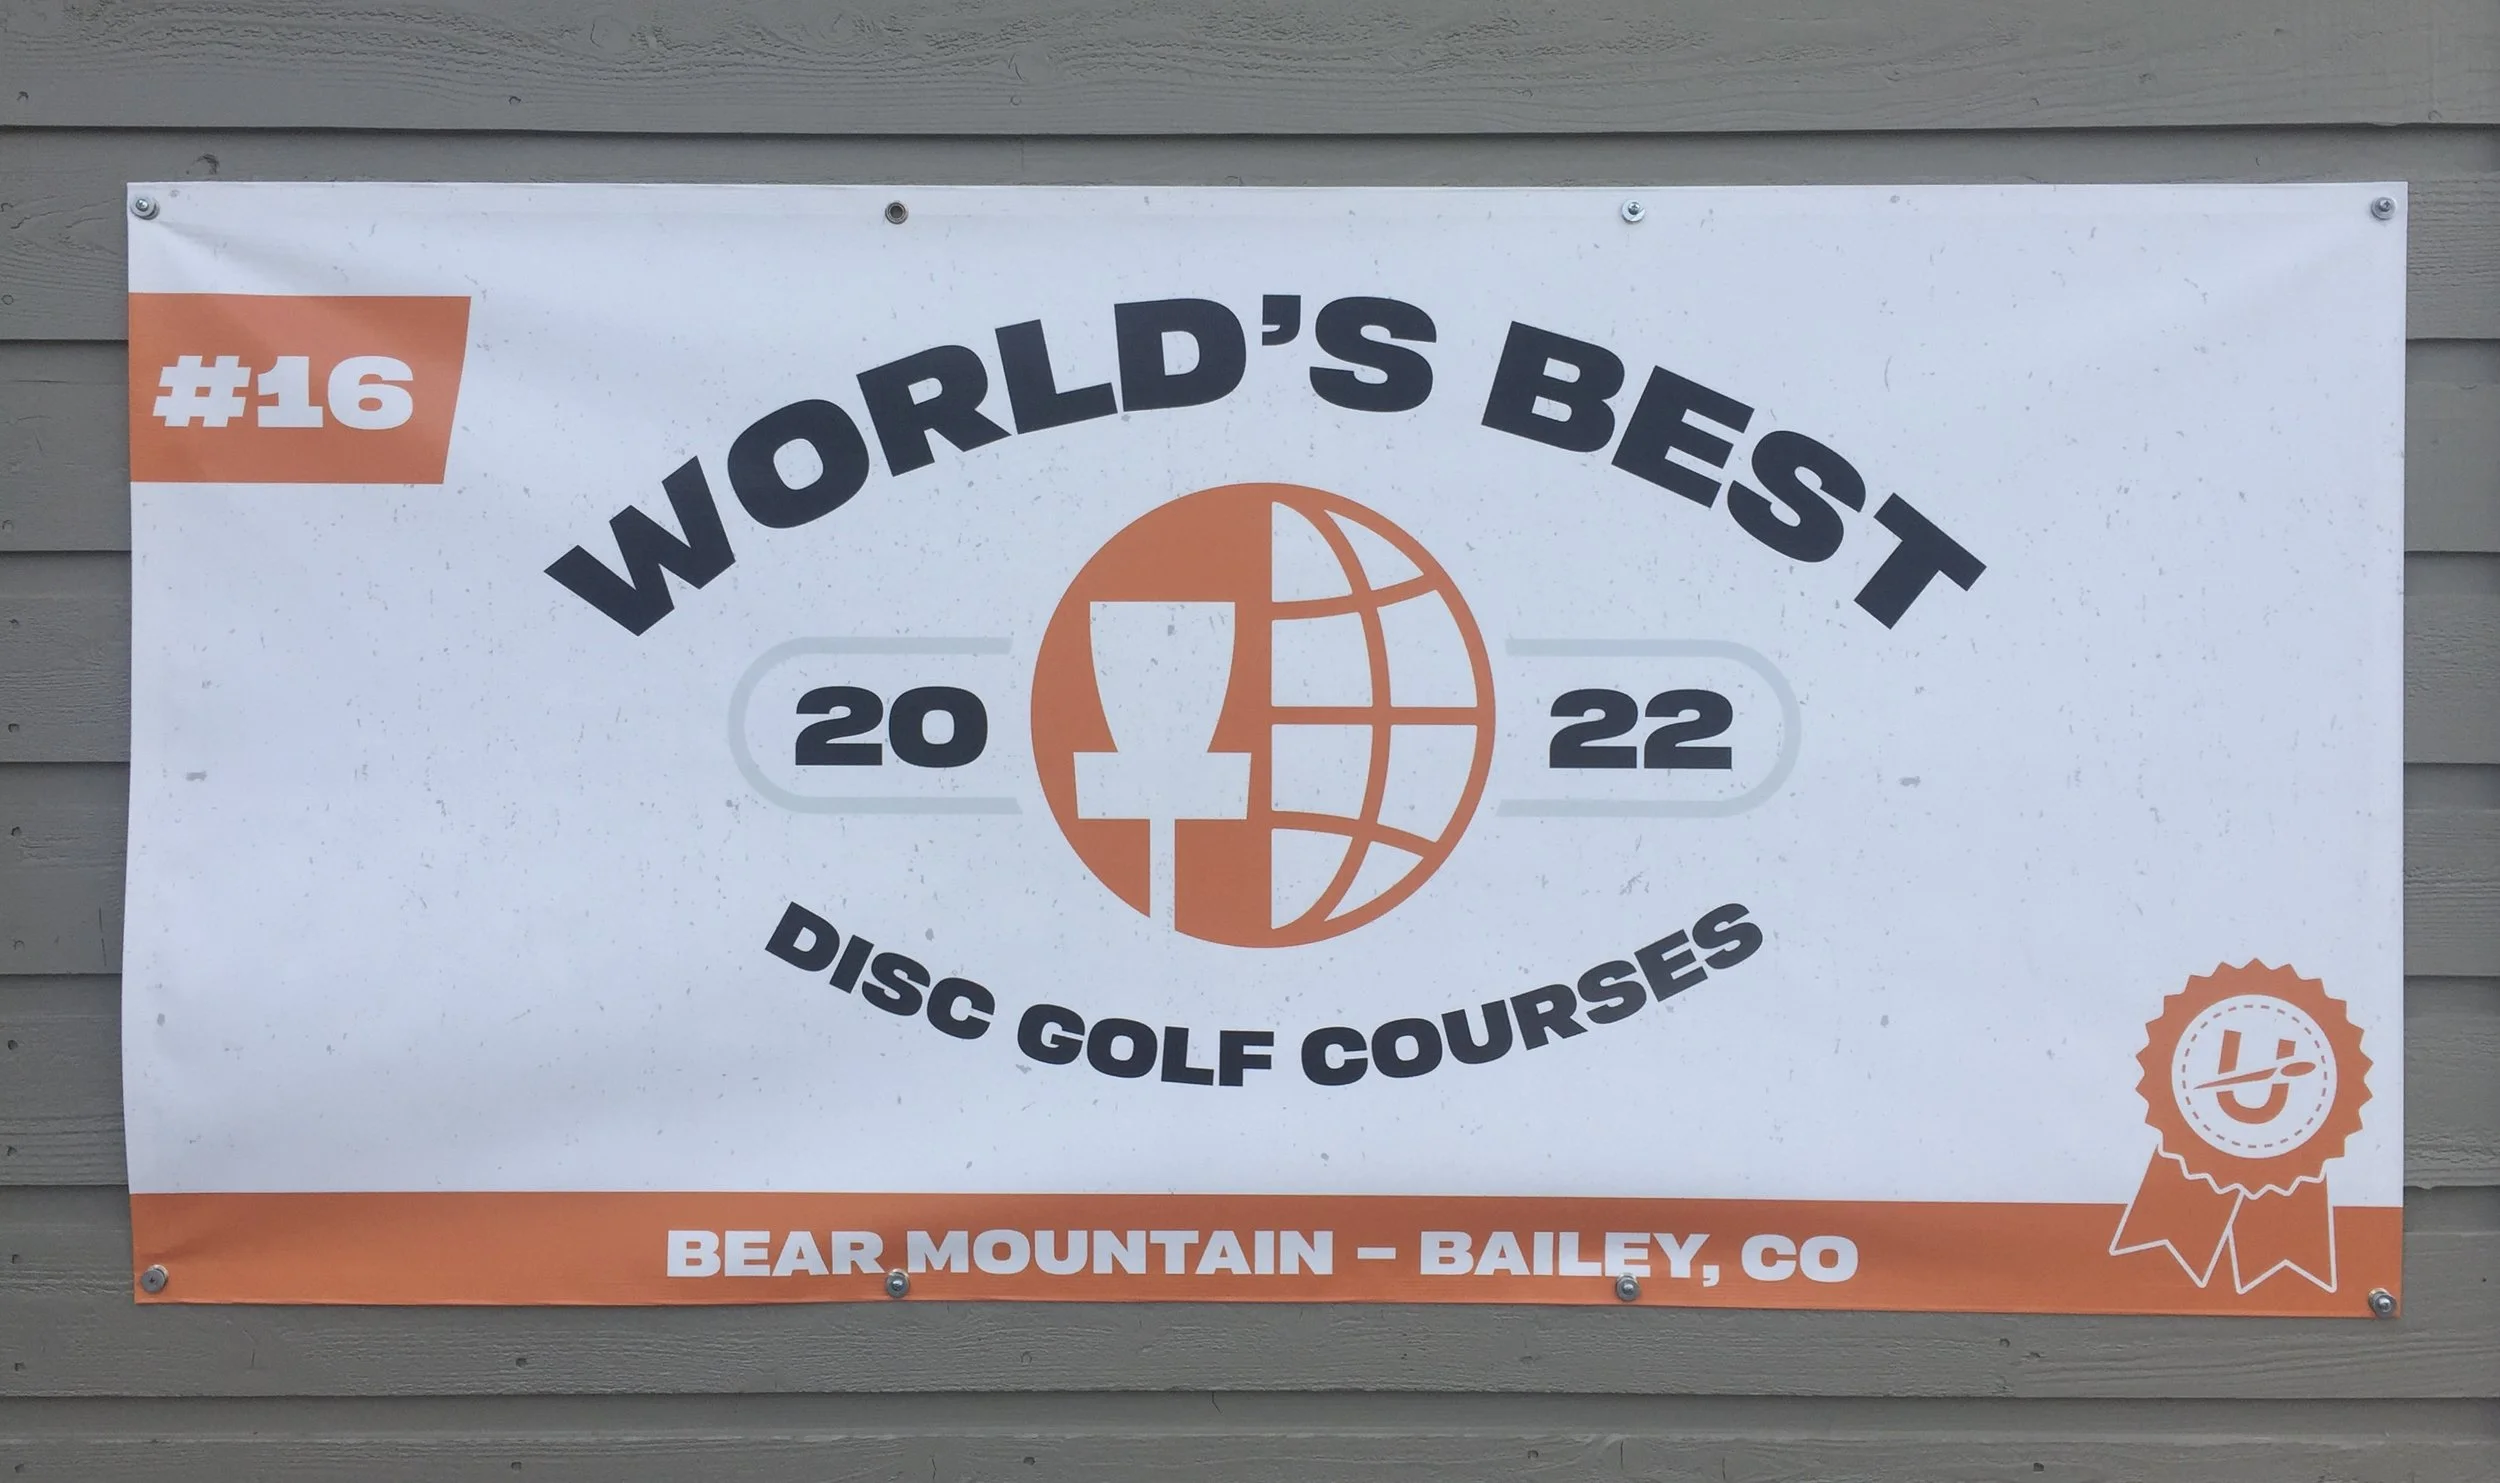 #16
WORLD'S BEST
20 22
DISC GOLF COURSES
U
BEAR MOUNTAIN – BAILEY, CO